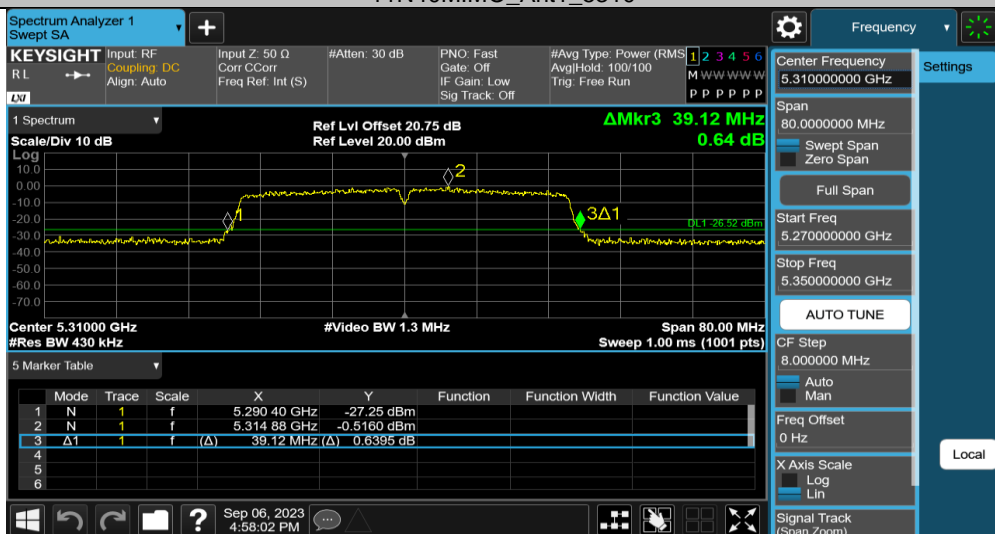 Spectrum Analyzer 1
Swept SA
+
Frequency
KEYSIGHT
RL
LXI
Input: RF
Coupling: DC
Align: Auto
Input Z: 50 Ω
Corr CCorr
Freq Ref: Int (S)
#Atten: 30 dB
PNO: Fast
Gate: Off
IF Gain: Low
Sig Track: Off
#Avg Type: Power (RMS
Avg|Hold: 100/100
Trig: Free Run
1 2 3 4 5 6
M W W W W W
P P P P P P
Center Frequency
5.310000000 GHz
Settings
Span
80.0000000 MHz
Swept Span
Zero Span
Full Span
Start Freq
5.270000000 GHz
Stop Freq
5.350000000 GHz
AUTO TUNE
CF Step
8.000000 MHz
Auto
Man
Freq Offset
0 Hz
X Axis Scale
Log
Lin
Signal Track
(Span Zoom)
Local
1 Spectrum
Scale/Div 10 dB
Ref Lvl Offset 20.75 dB
Ref Level 20.00 dBm
ΔMkr3 39.12 MHz
0.64 dB
Log
10.0
0.00
-10.0
-20.0
-30.0
-40.0
-50.0
-60.0
-70.0
1
2
3Δ1
DL1 -26.52 dBm
Center 5.31000 GHz
#Video BW 1.3 MHz
Span 80.00 MHz
#Res BW 430 kHz
Sweep 1.00 ms (1001 pts)
5 Marker Table
Mode Trace Scale X Y Function Function Width Function Value
1 N 1 f 5.290 40 GHz -27.25 dBm
2 N 1 f 5.314 88 GHz -0.5160 dBm
3 Δ1 1 f (Δ) 39.12 MHz (Δ) 0.6395 dB
4
5
6
?
Sep 06, 2023
4:58:02 PM